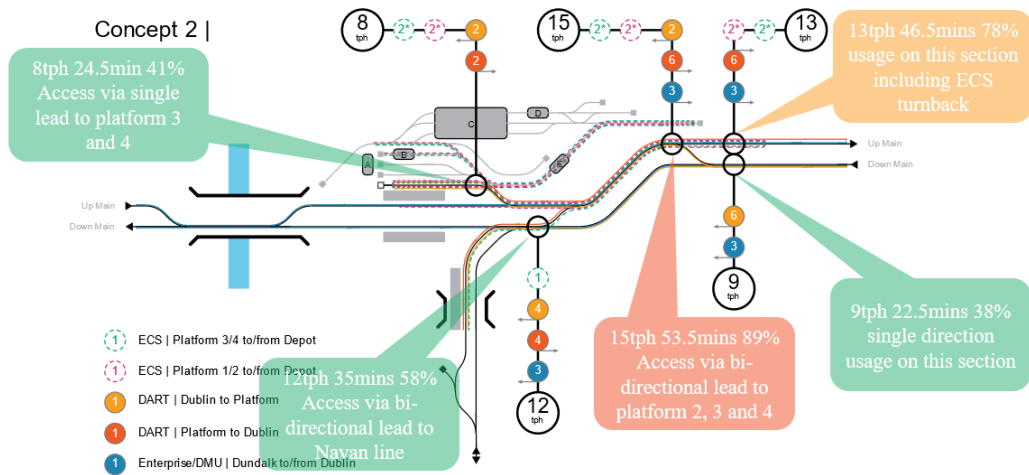 Concept 2 |
8
tph
2*
2*
2
2
15
tph
2*
2*
2
6
3
13
tph
2*
2*
6
3
13tph 46.5mins 78%
usage on this section
including ECS
turnback
8tph 24.5min 41%
Access via single
lead to platform 3
and 4
A
B
C
D
E
Up Main
Down Main
Up Main
Down Main
1
4
4
3
12
tph
6
3
9
tph
12tph 35mins 58%
Access via bi-
directional lead to
Navan line
15tph 53.5mins 89%
Access via bi-
directional lead to
platform 2, 3 and 4
9tph 22.5mins 38%
single direction
usage on this section
1 ECS | Platform 3/4 to/from Depot
1 ECS | Platform 1/2 to/from Depot
1 DART | Dublin to Platform
1 DART | Platform to Dublin
1 Enterprise/DMU | Dundalk to/from Dublin